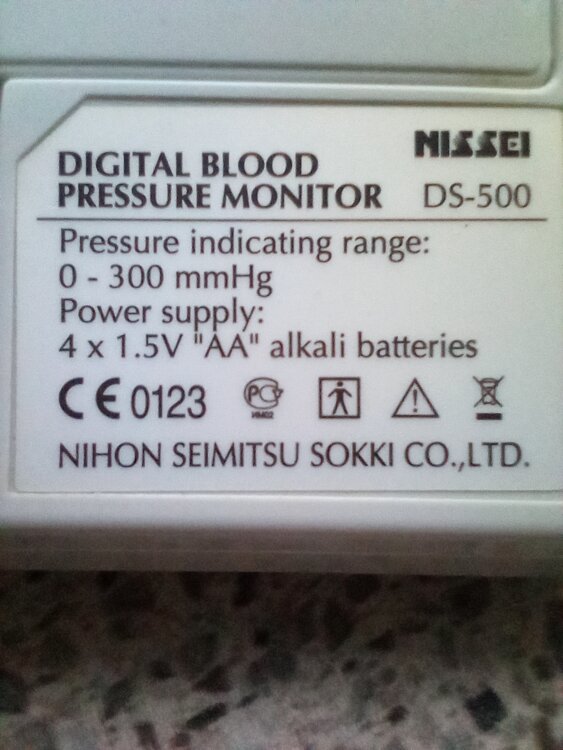 NISSEI
DIGITAL BLOOD
PRESSURE MONITOR DS-500
Pressure indicating range:
0 - 300 mmHg
Power supply:
4 x 1.5V "AA" alkali batteries
CE 0123
NIHON SEIMITSU SOKKI CO.,LTD.